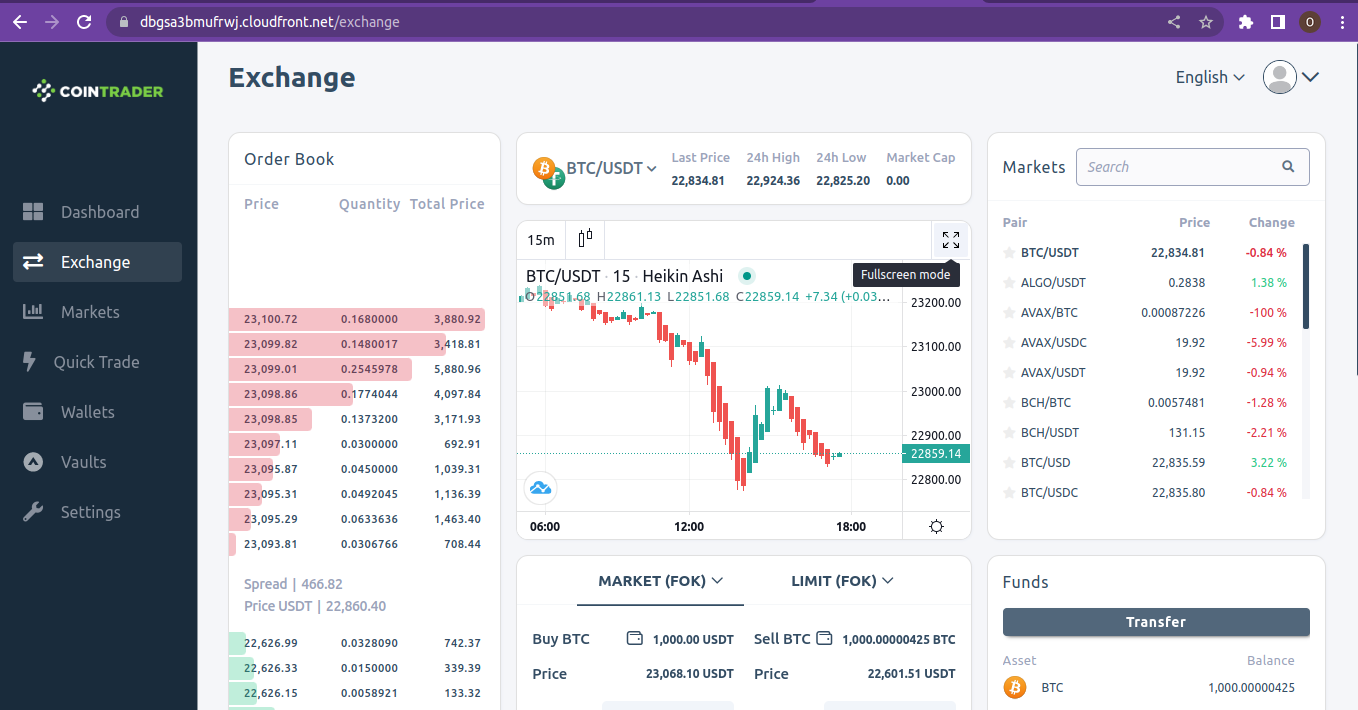 dbgsa3bmufrwj.cloudfront.net/exchange
O
COINTRADER
Dashboard
Exchange
Markets
Quick Trade
Wallets
Vaults
Settings
Exchange
English
Order Book
Price Quantity Total Price
23,100.72 0.1680000 3,880.92
23,099.82 0.1480017 3,418.81
23,099.01 0.2545978 5,880.96
23,098.86 0.1774044 4,097.84
23,098.85 0.1373200 3,171.93
23,097.11 0.0300000 692.91
23,095.87 0.0450000 1,039.31
23,095.31 0.0492045 1,136.39
23,095.29 0.0633636 1,463.40
23,093.81 0.0306766 708.44
Spread | 466.82
Price USDT | 22,860.40
22,626.99 0.0328090 742.37
22,626.33 0.0150000 339.39
22,626.15 0.0058921 133.32
BTC/USDT
Last Price 24h High 24h Low Market Cap
22,834.81 22,924.36 22,825.20 0.00
15m
Fullscreen mode
BTC/USDT · 15 · Heikin Ashi
O22851.68 H22861.13 L22851.68 C22859.14 +7.34 (+0.03...
23200.00
23100.00
23000.00
22900.00
22859.14
22800.00
06:00 12:00 18:00
MARKET (FOK) LIMIT (FOK)
Buy BTC 1,000.00 USDT Sell BTC 1,000.00000425 BTC
Price 23,068.10 USDT Price 22,601.51 USDT
Markets Search
Pair Price Change
BTC/USDT 22,834.81 -0.84 %
ALGO/USDT 0.2838 1.38 %
AVAX/BTC 0.00087226 -100 %
AVAX/USDC 19.92 -5.99 %
AVAX/USDT 19.92 -0.94 %
BCH/BTC 0.0057481 -1.28 %
BCH/USDT 131.15 -2.21 %
BTC/USD 22,835.59 3.22 %
BTC/USDC 22,835.80 -0.84 %
Funds
Transfer
Asset Balance
BTC 1,000.00000425